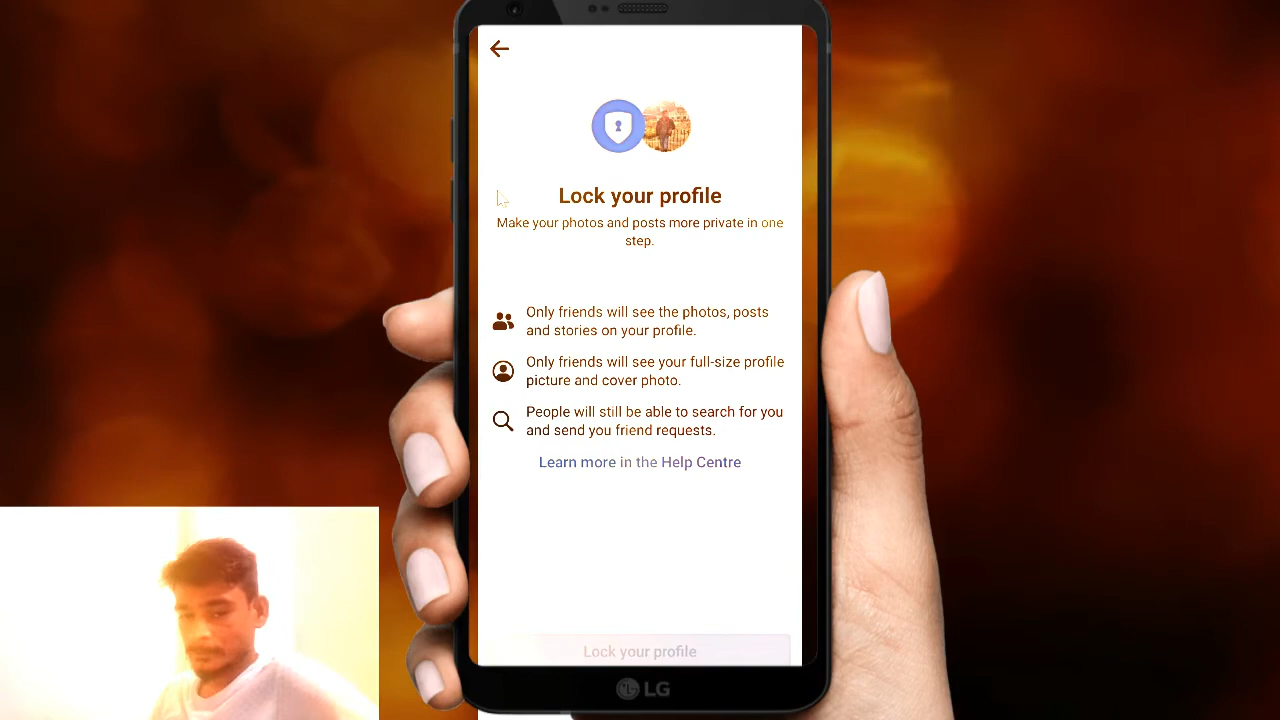 Lock your profile
Make your photos and posts more private in one
step.
Only friends will see the photos, posts
and stories on your profile.
Only friends will see your full-size profile
picture and cover photo.
People will still be able to search for you
and send you friend requests.
Learn more in the Help Centre
Lock your profile
LG